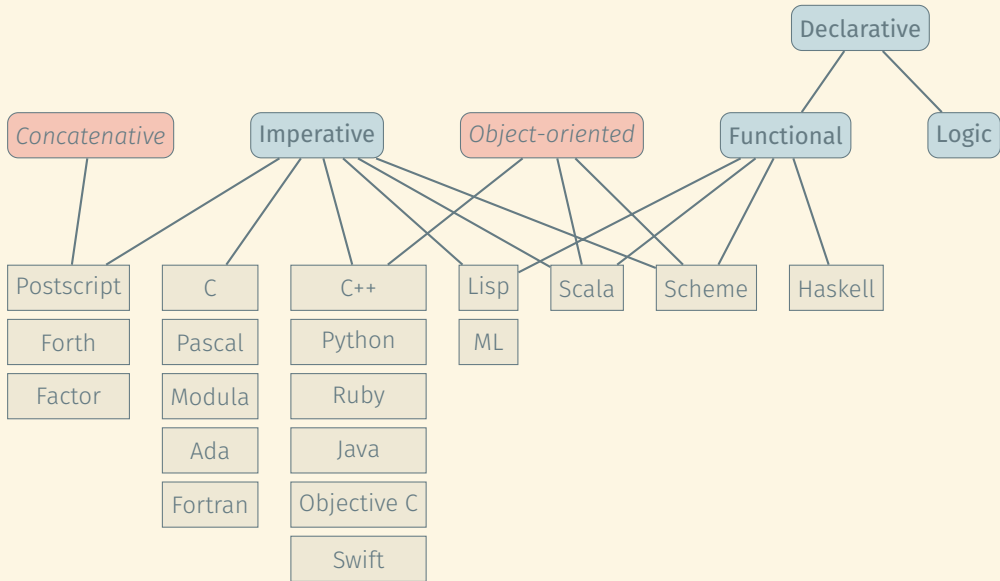 Declarative
Concatenative
Imperative
Object-oriented
Functional
Logic
Postscript
C
C++
Lisp
Scala
Scheme
Haskell
Forth
Pascal
Python
ML
Factor
Modula
Ruby
Ada
Java
Fortran
Objective C
Swift